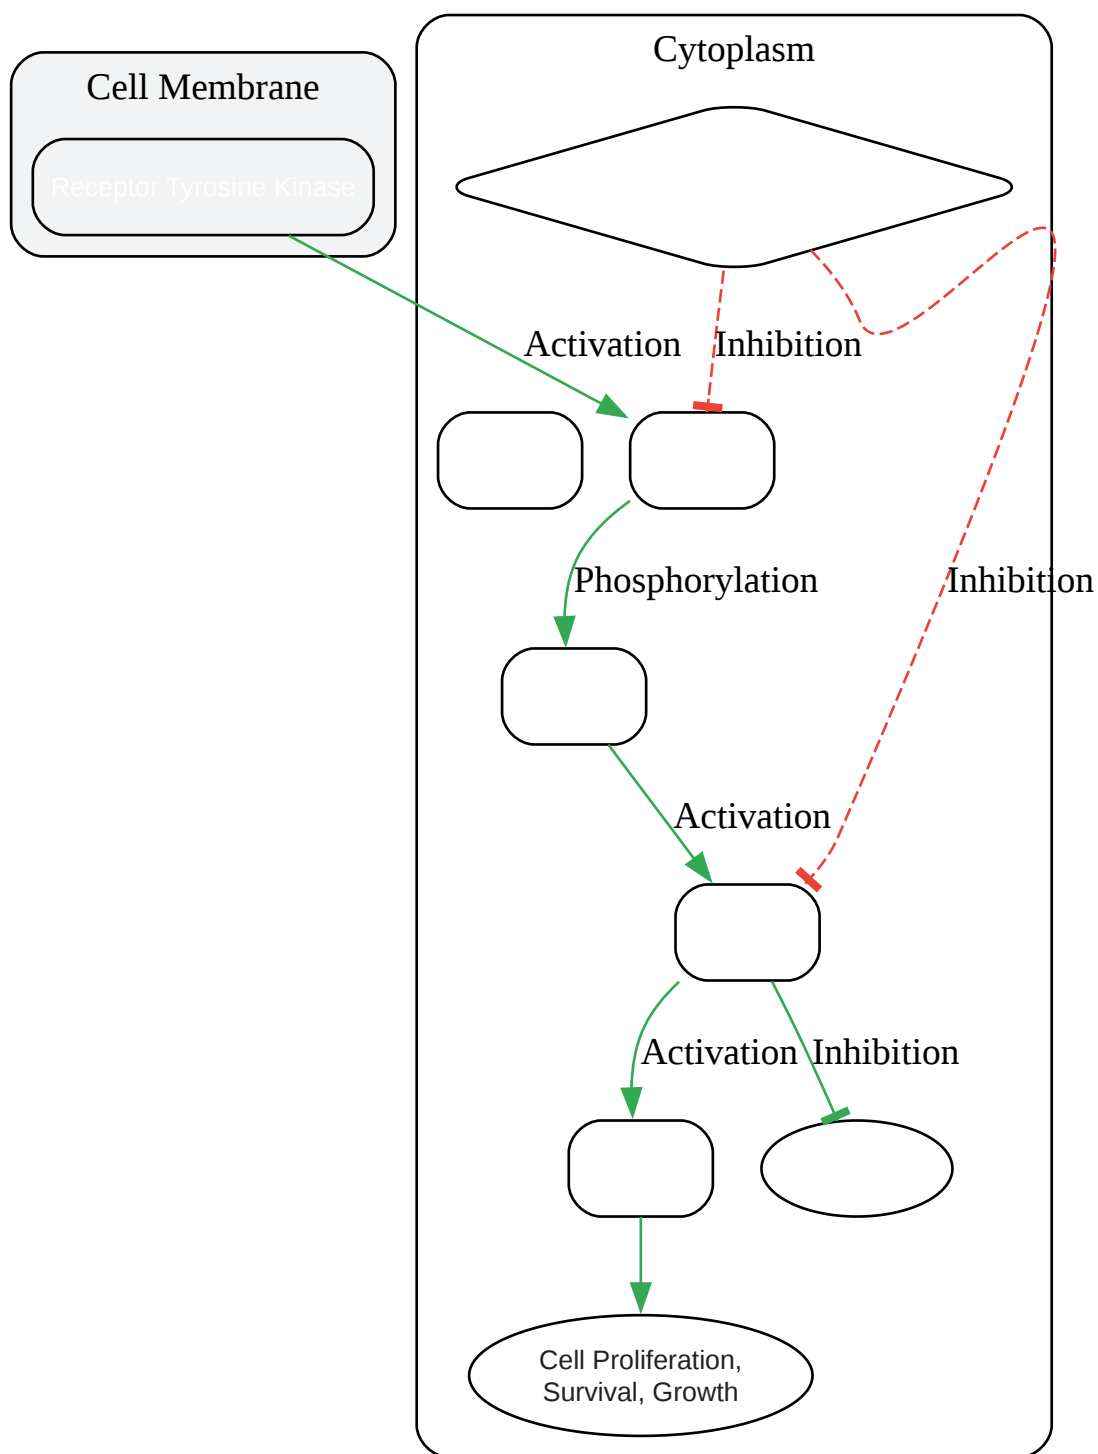 Cytoplasm
Cell Membrane
Receptor Tyrosine Kinase
Activation
Inhibition
Phosphorylation
Inhibition
Activation
Activation
Inhibition
Cell Proliferation,
Survival, Growth